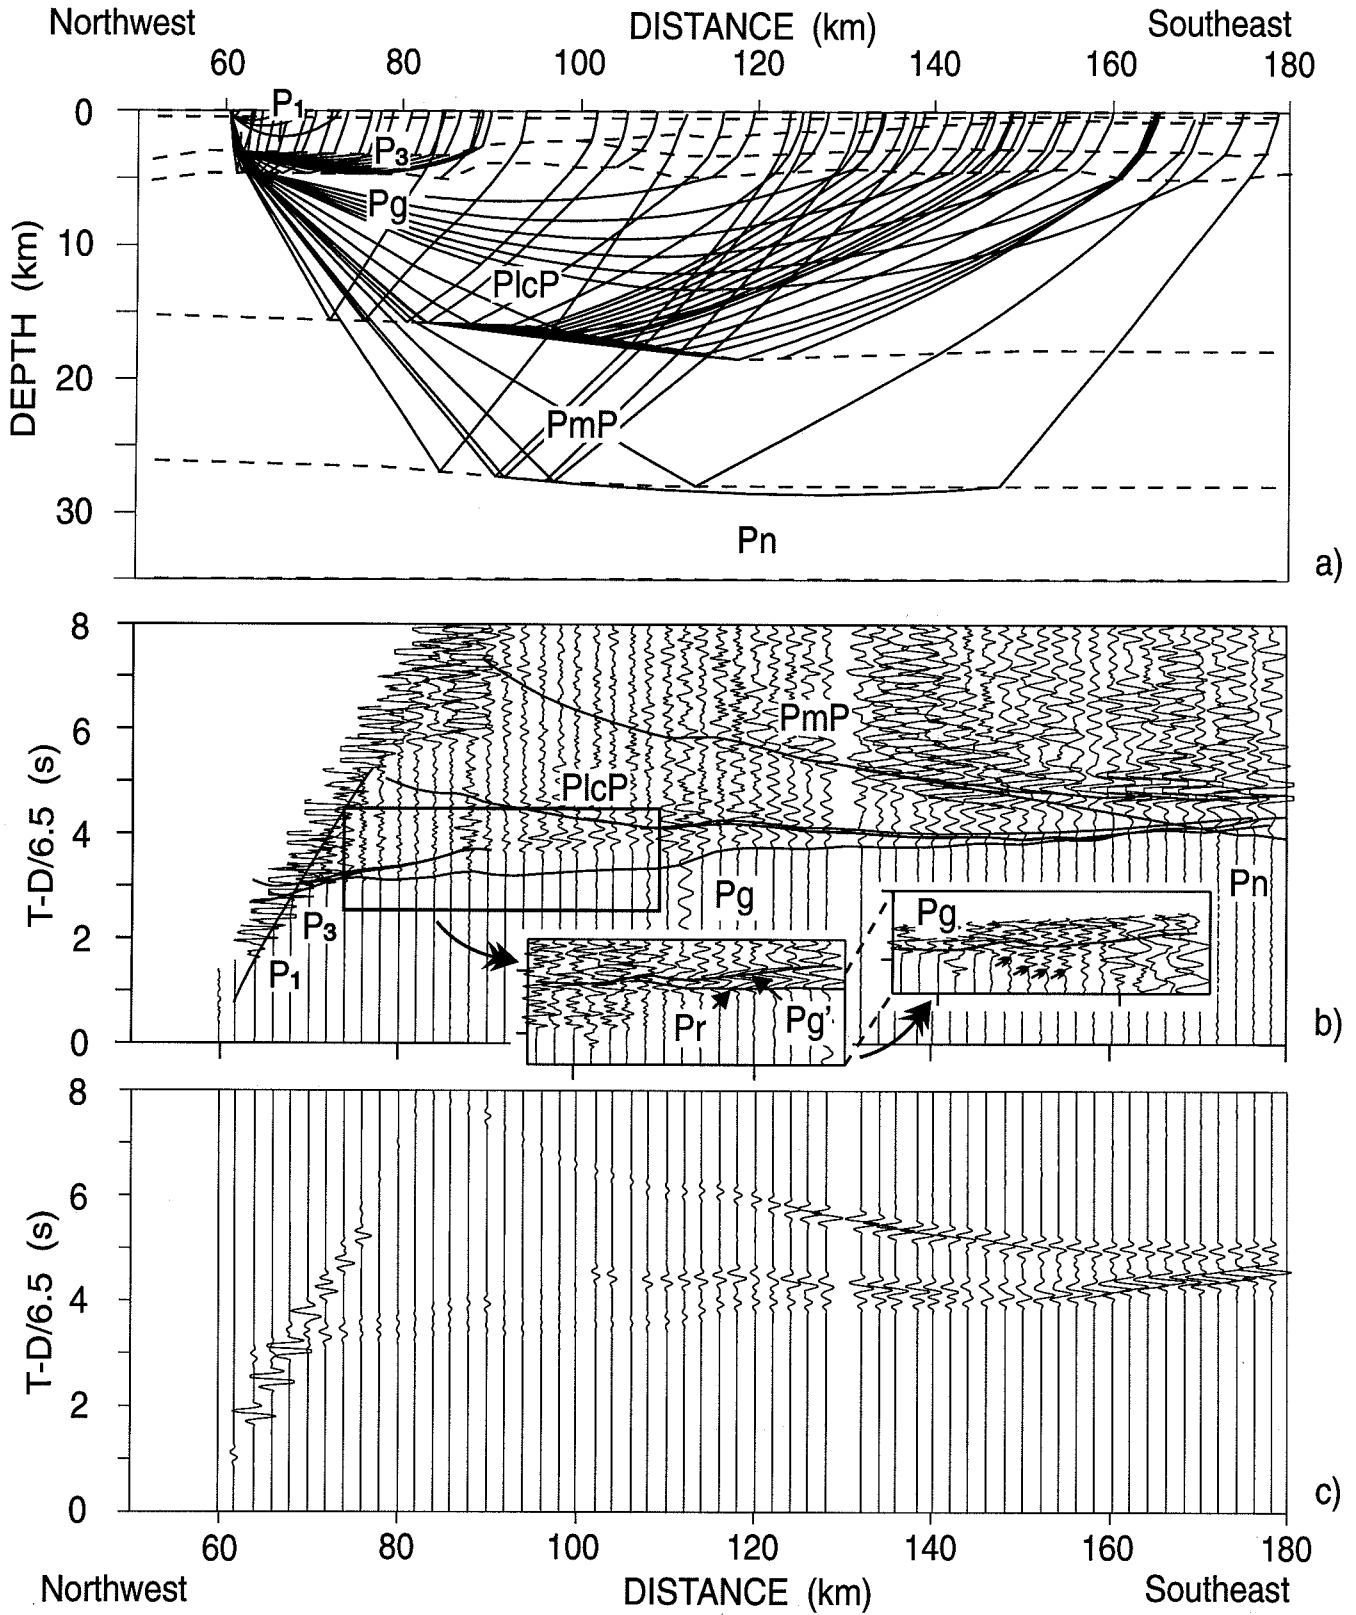 Northwest DISTANCE (km) Southeast
60 80 100 120 140 160 180
0
10
20
30
DEPTH (km)
P1
P3
Pg
PlcP
PmP
Pn
a)
8
6
4
2
0
T-D/6.5 (s)
PmP
PlcP
Pg
Pn
P3
P1
Pg
Pr
Pg'
b)
8
6
4
2
0
T-D/6.5 (s)
c)
60 80 100 120 140 160 180
Northwest DISTANCE (km) Southeast